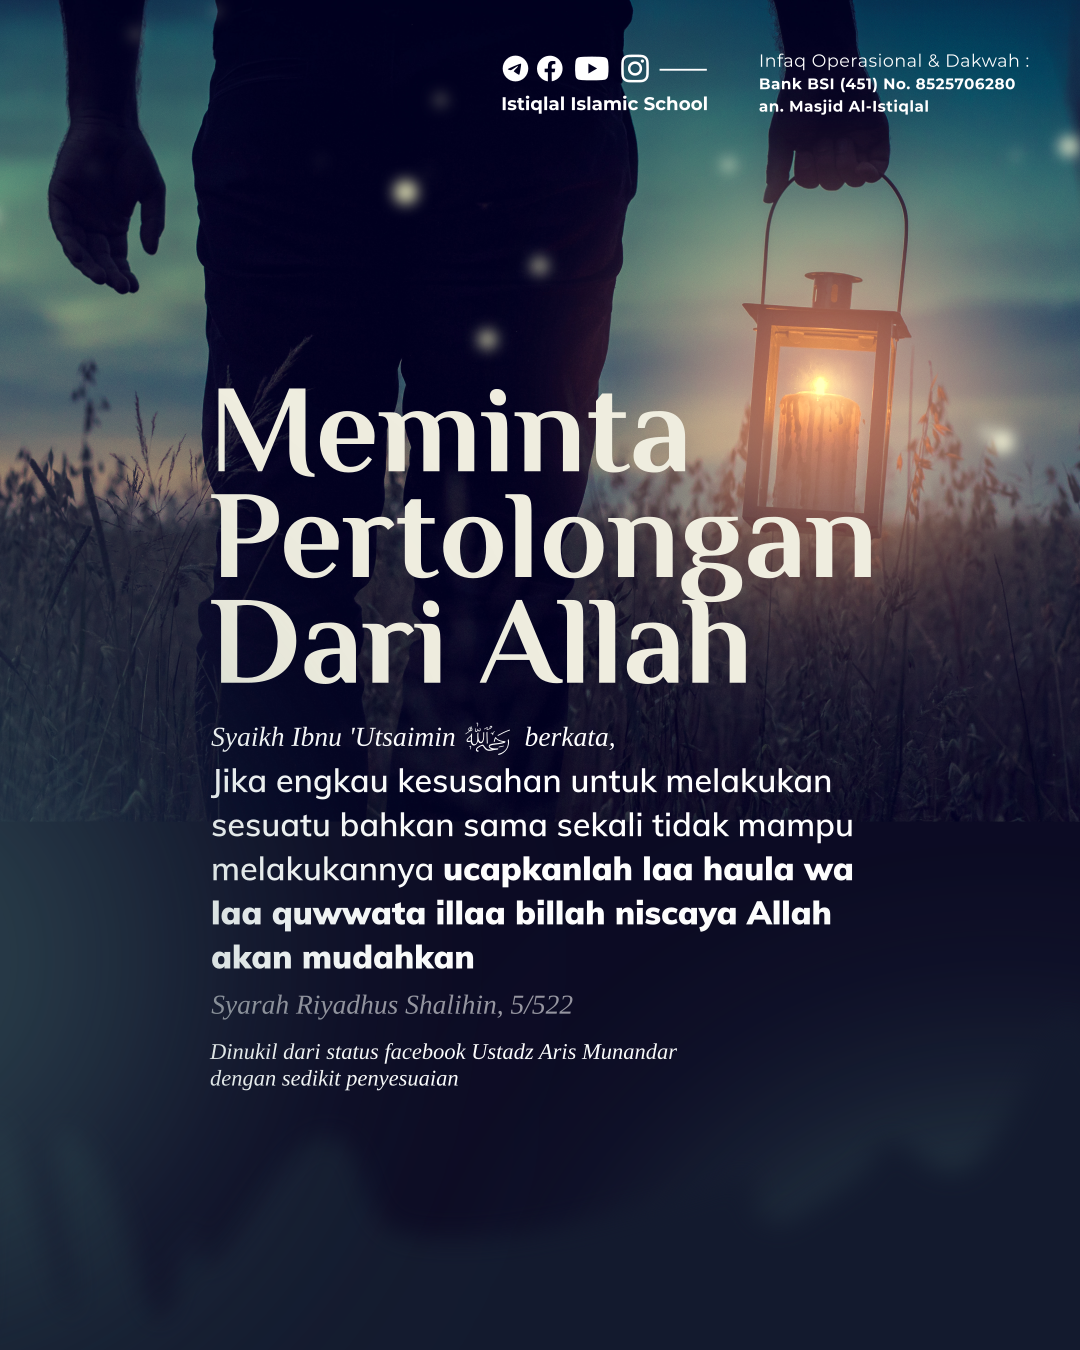 Istiqlal Islamic School
Infaq Operasional & Dakwah :
Bank BSI (451) No. 8525706280
an. Masjid Al-Istiqlal
Meminta
Pertolongan
Dari Allah
Syaikh Ibnu 'Utsaimin رحمه الله berkata,
Jika engkau kesusahan untuk melakukan
sesuatu bahkan sama sekali tidak mampu
melakukannya ucapkanlah laa haula wa
laa quwwata illaa billah niscaya Allah
akan mudahkan
Syarah Riyadhus Shalihin, 5/522
Dinukil dari status facebook Ustadz Aris Munandar
dengan sedikit penyesuaian